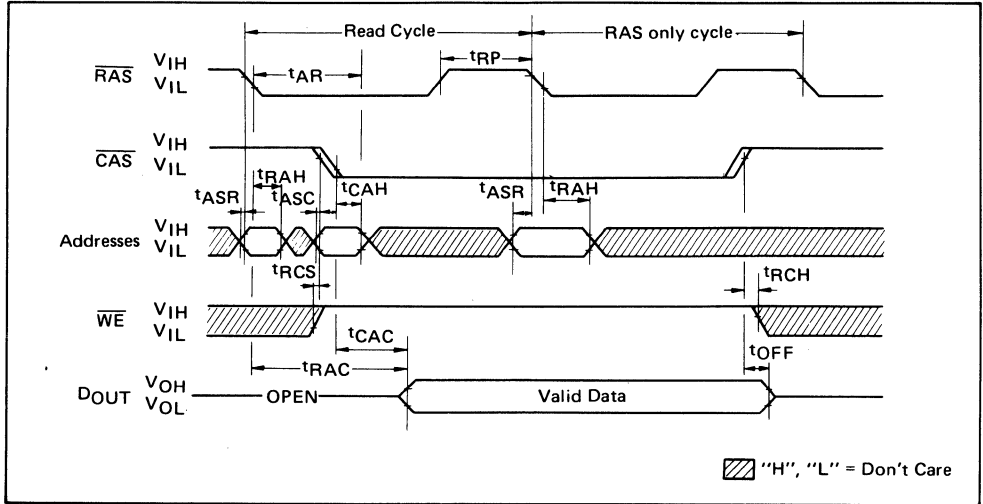 Read Cycle RAS only cycle
tRP
tAR
RAS VIH
VIL
CAS VIH
VIL
tRAH
tASR tASC tCAH tASR tRAH
Addresses VIH
VIL
tRCS tRCH
WE VIH
VIL
tCAC
tOFF
tRAC
DOUT VOH
VOL
OPEN Valid Data
"H", "L" = Don't Care